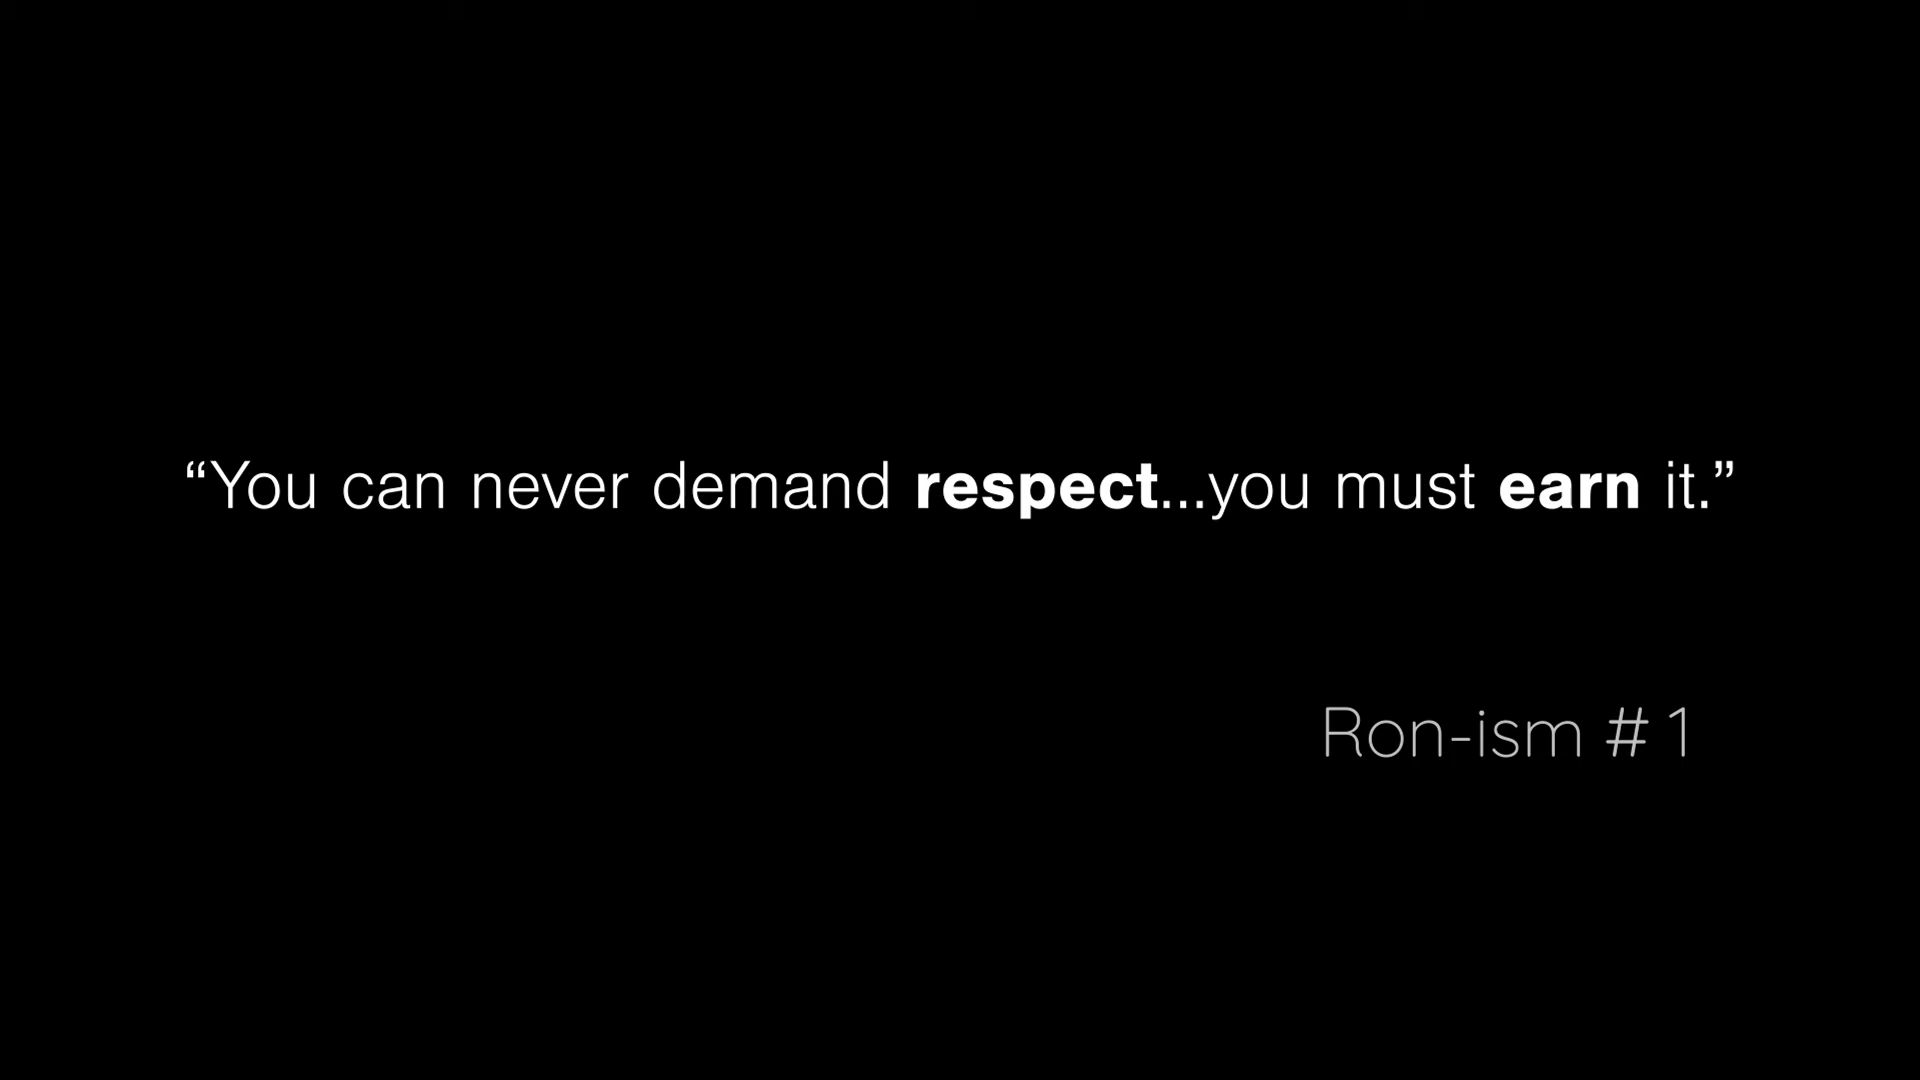 “You can never demand respect...you must earn it.”
Ron-ism # 1